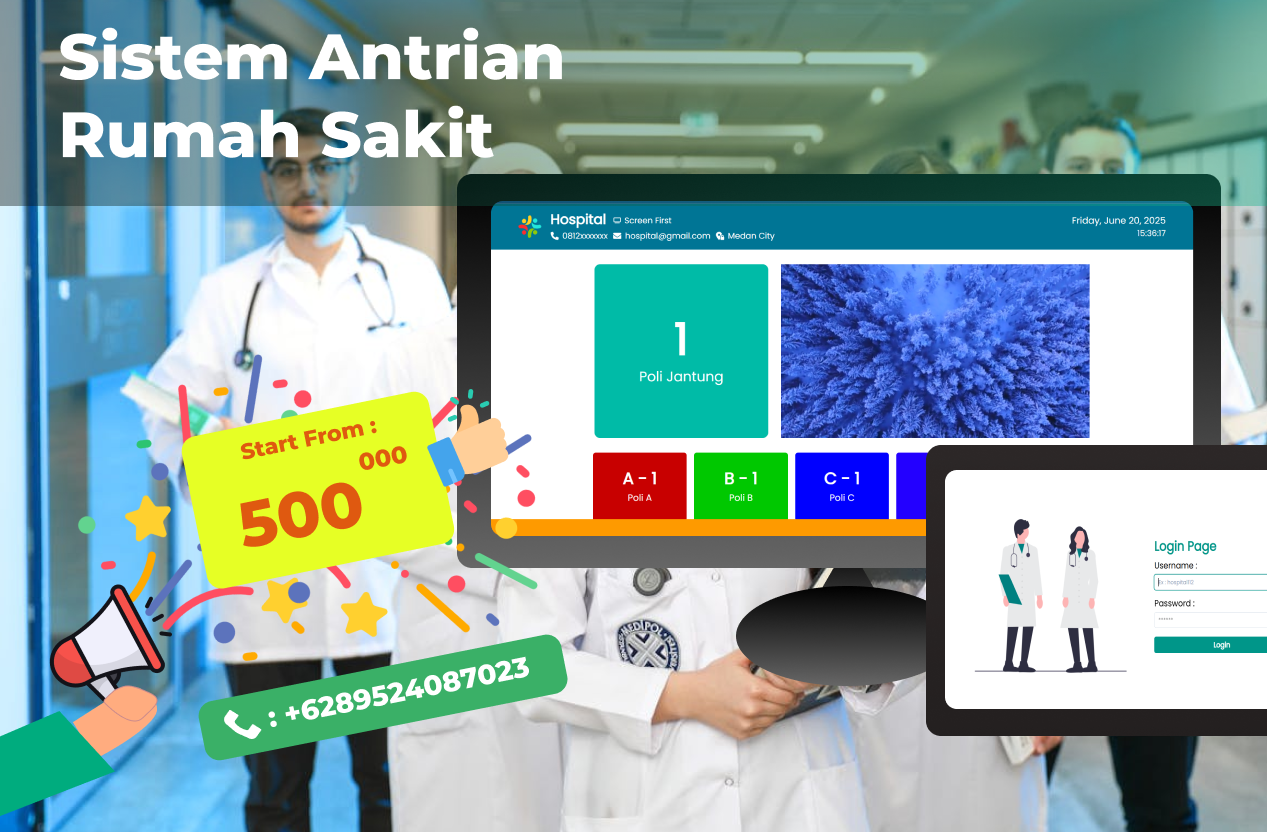 Sistem Antrian
Rumah Sakit
Hospital Screen First
0812xxxxxxx hospital@gmail.com Medan City
Friday, June 20, 2025
15:36:17
1
Poli Jantung
A - 1
Poli A
B - 1
Poli B
C - 1
Poli C
Start From :
000
500
: +6289524087023
MEDIPOL
Login Page
Username :
Password :
******
Login